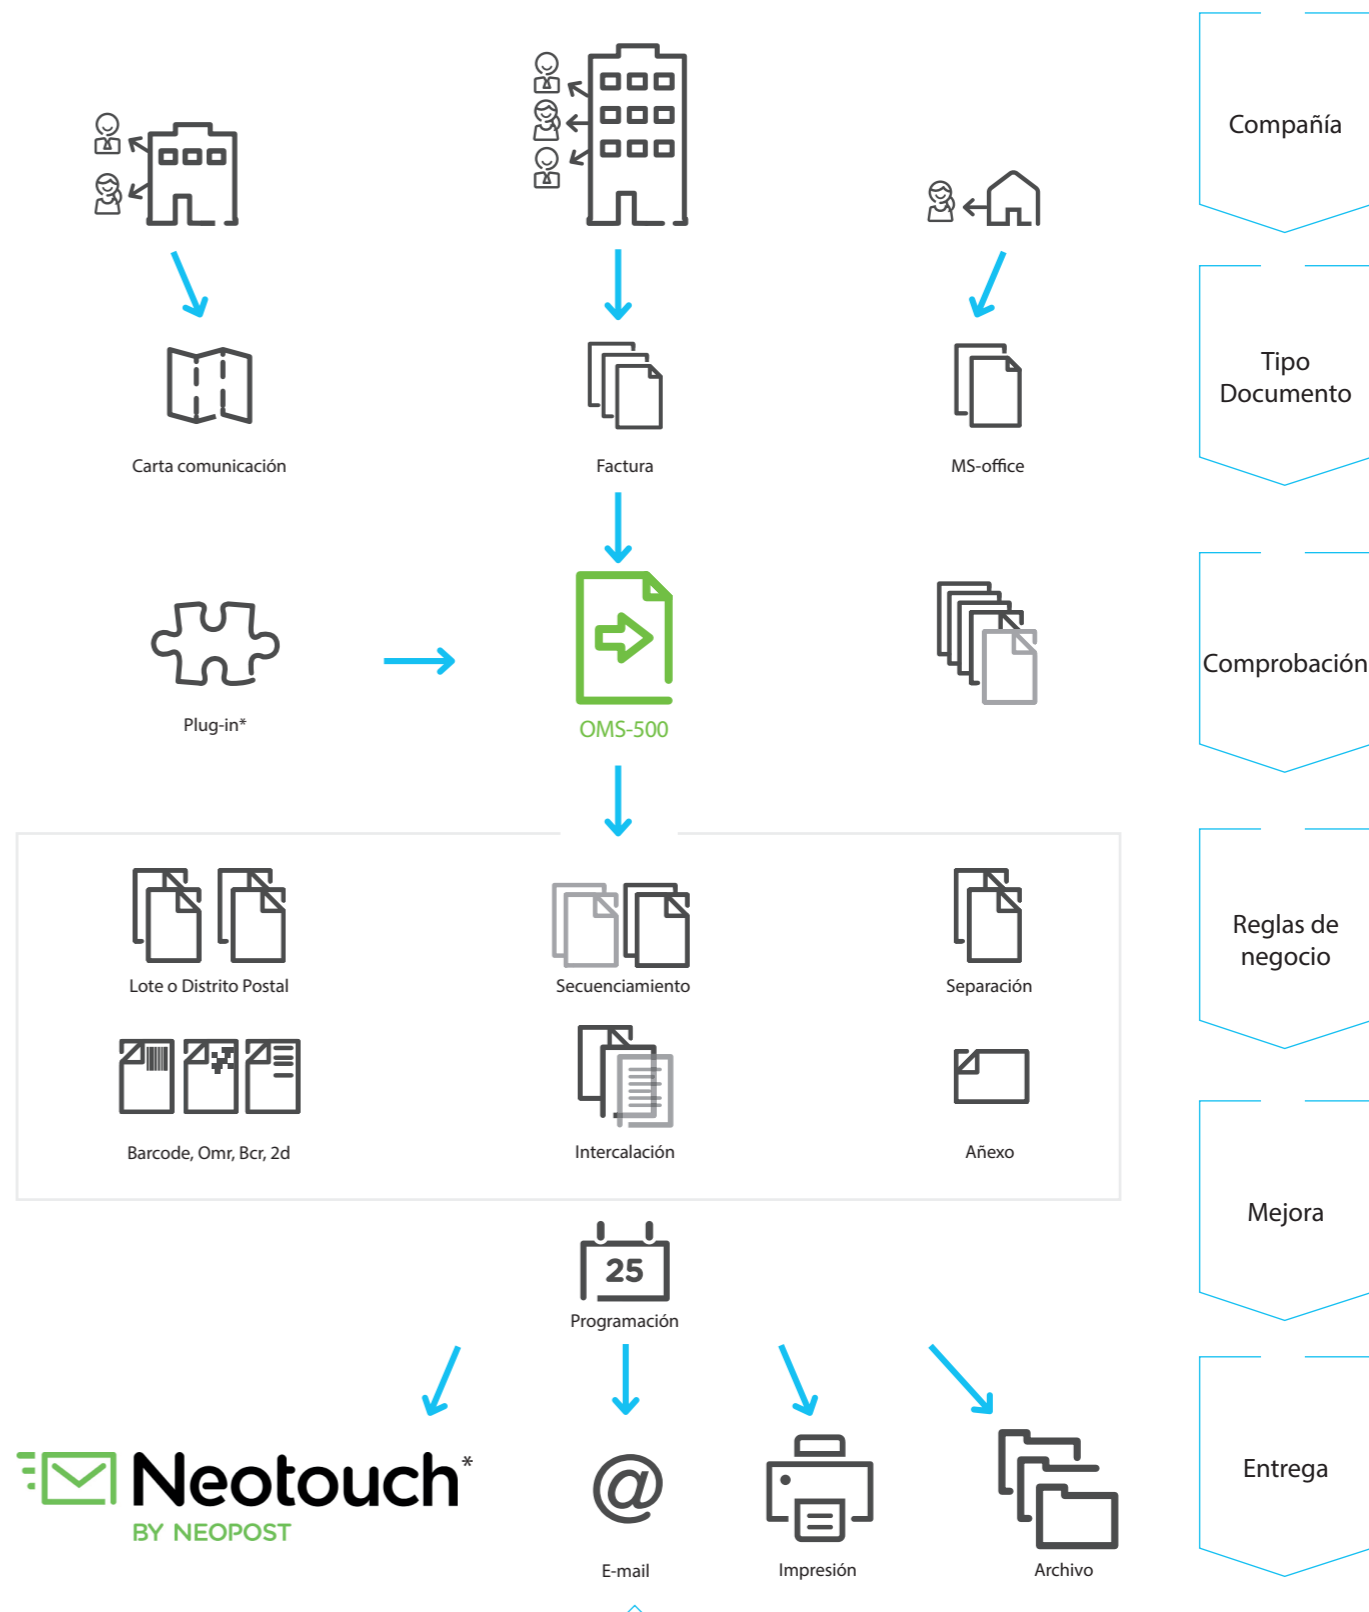 Compañía
Tipo
Documento
Carta comunicación
Factura
MS-office
Comprobación
Plug-in*
OMS-500
Reglas de
negocio
Lote o Distrito Postal
Secuenciamiento
Separación
Barcode, Omr, Bcr, 2d
Intercalación
Añexo
Mejora
25
Programación
Neotouch*
BY NEOPOST
@
Entrega
E-mail
Impresión
Archivo